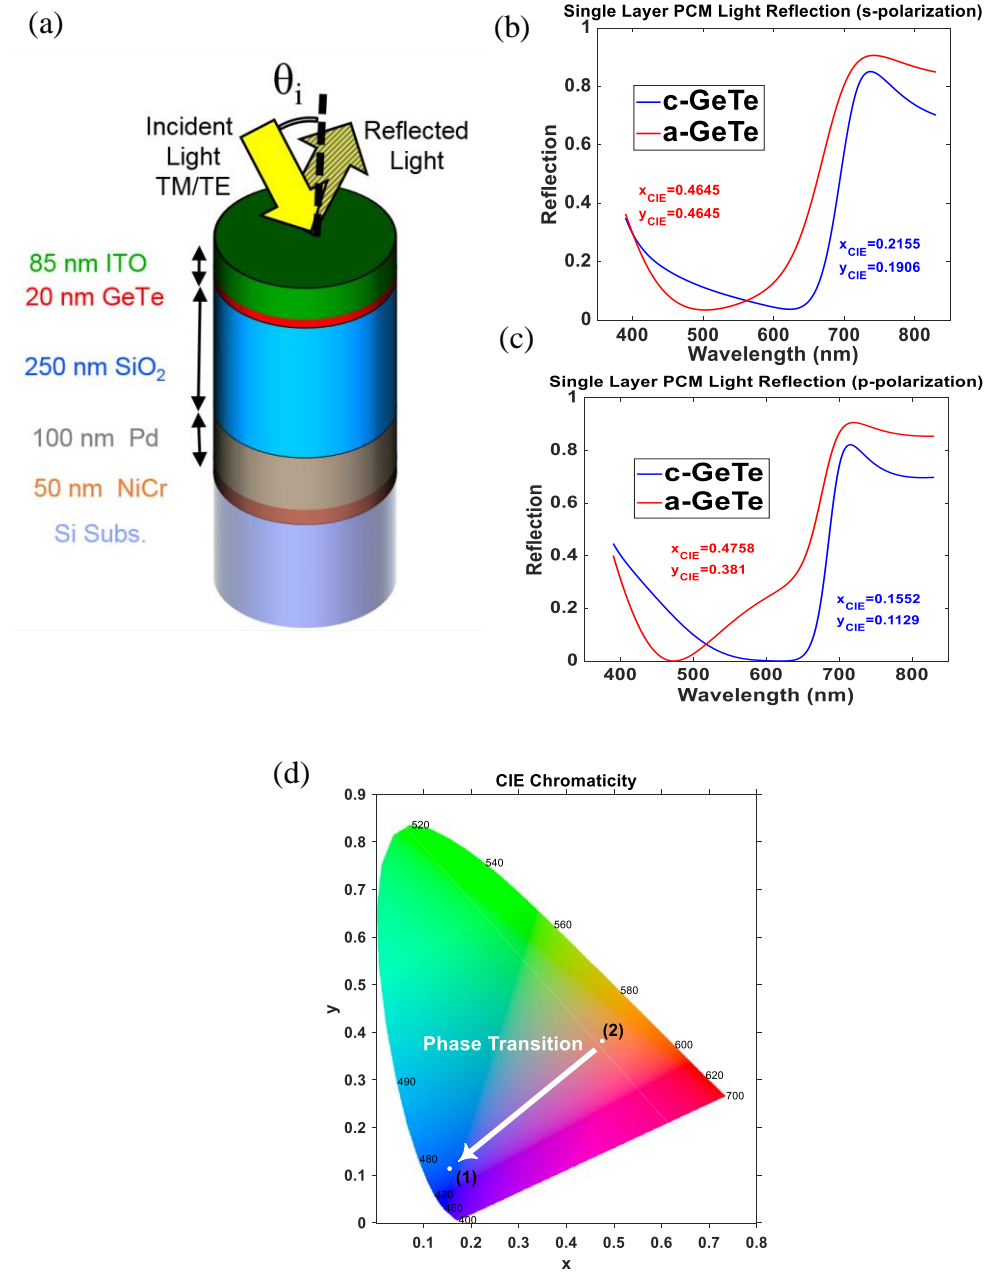 (a)
θi
Incident
Light
TM/TE
Reflected
Light
85 nm ITO
20 nm GeTe
250 nm SiO2
100 nm Pd
50 nm NiCr
Si Subs.
(b)
Single Layer PCM Light Reflection (s-polarization)
1
0.8
0.6
0.4
0.2
0
Reflection
c-GeTe
a-GeTe
xCIE=0.4645
yCIE=0.4645
xCIE=0.2155
yCIE=0.1906
400 500 600 700 800
Wavelength (nm)
(c)
Single Layer PCM Light Reflection (p-polarization)
1
0.8
0.6
0.4
0.2
0
Reflection
c-GeTe
a-GeTe
xCIE=0.4758
yCIE=0.381
xCIE=0.1552
yCIE=0.1129
400 500 600 700 800
Wavelength (nm)
(d)
CIE Chromaticity
0.9
0.8
0.7
0.6
0.5
0.4
0.3
0.2
0.1
0
y
520
540
560
580
600
620
700
490
480
470
460
400
Phase Transition
(2)
(1)
0.1 0.2 0.3 0.4 0.5 0.6 0.7 0.8
x